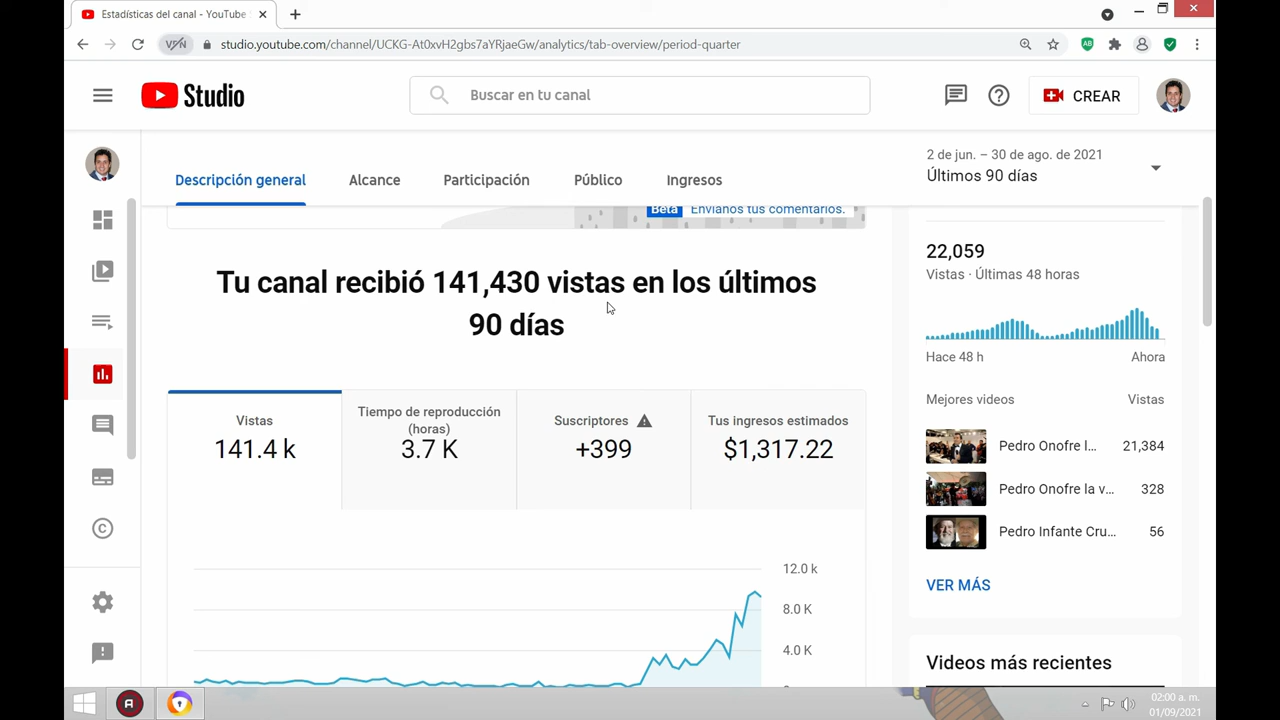 Estadísticas del canal - YouTube
studio.youtube.com/channel/UCKG-At0xvH2gbs7aYRjaeGw/analytics/tab-overview/period-quarter
VPN
Studio
Buscar en tu canal
CREAR
Descripción general
Alcance
Participación
Público
Ingresos
2 de jun. – 30 de ago. de 2021
Últimos 90 días
Beta Envíanos tus comentarios.
Tu canal recibió 141,430 vistas en los últimos
90 días
Vistas
141.4 k
Tiempo de reproducción
(horas)
3.7 K
Suscriptores
+399
Tus ingresos estimados
$1,317.22
12.0 k
8.0 K
4.0 K
22,059
Vistas · Últimas 48 horas
Hace 48 h Ahora
Mejores videos Vistas
Pedro Onofre l... 21,384
Pedro Onofre la v... 328
Pedro Infante Cru... 56
VER MÁS
Videos más recientes
02:00 a. m.
01/09/2021